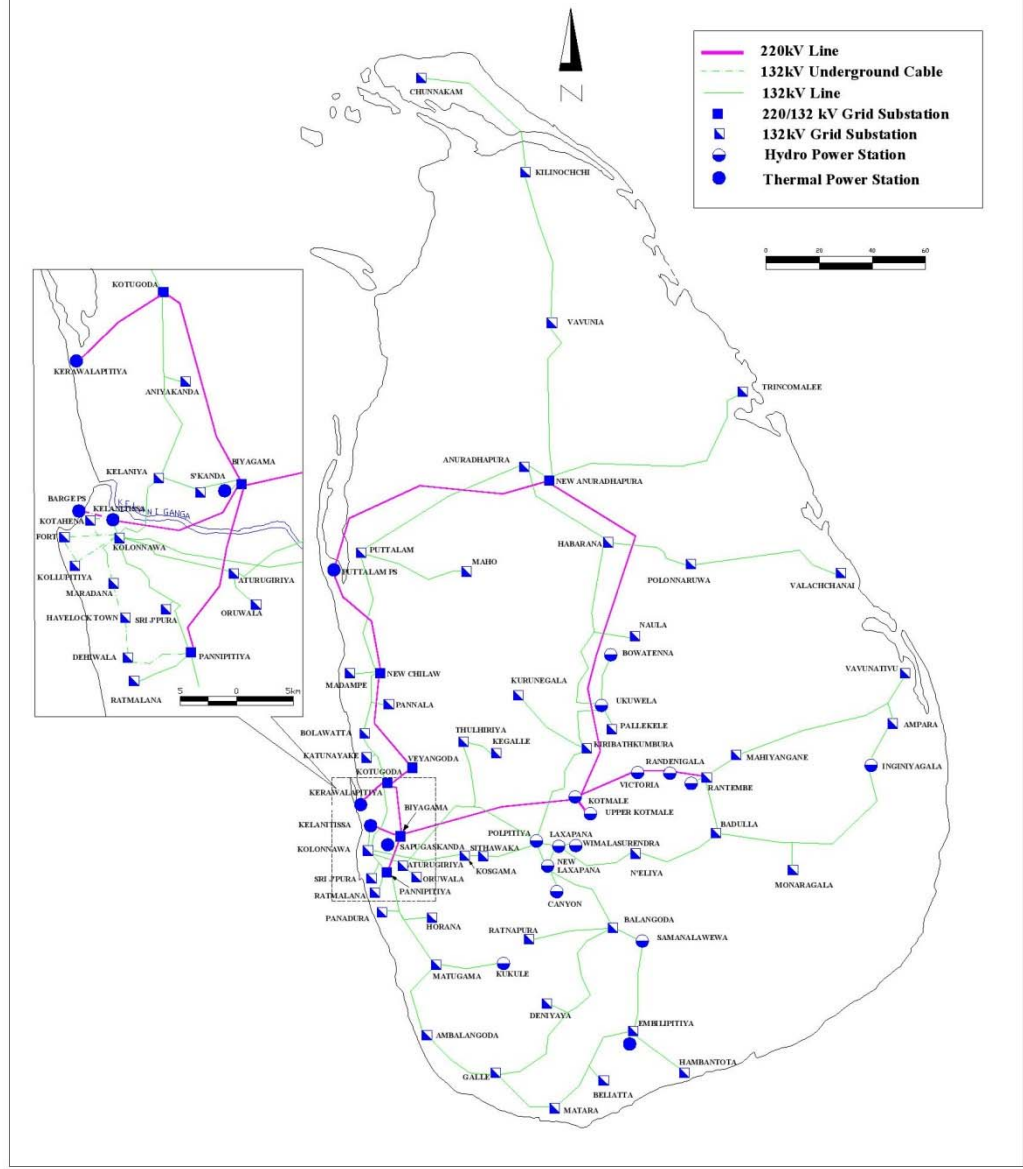 N
220kV Line
132kV Underground Cable
132kV Line
220/132 kV Grid Substation
132kV Grid Substation
Hydro Power Station
Thermal Power Station
0 20 40 60
CHUNNAKAM
KILINOCHCHI
VAVUNIA
TRINCOMALEE
ANURADHAPURA
NEW ANURADHAPURA
HABARANA
PUTTALAM
MAHO
PUTTALAM PS
POLONNARUWA
VALACHCHANAI
NAULA
BOWATENNA
VAVUNATIVU
MADAMPE
NEW CHILAW
KURUNEGALA
UKUWELA
PANNALA
PALLEKELE
AMPARA
BOLAWATTA
THULHIRIYA
KEGALLE
KIRIBATHKUMBURA
MAHIYANGANE
KATUNAYAKE
VEYANGODA
RANDENIGALA
INGINIYAGALA
KOTUGODA
VICTORIA
RANTEMBE
KERAWALAPITIYA
KOTMALE
BIYAGAMA
UPPER KOTMALE
KELANITISSA
POLPITIYA
LAXAPANA
WIMALASURENDRA
BADULLA
KOLONNAWA
SAPUGASKANDA
SITHAWAKA
KOSGAMA
NEW
LAXAPANA
N'ELIYA
ATURUGIRIYA
SRI J'PURA
ORUWALA
MONARAGALA
RATMALANA
PANNIPITIYA
CANYON
PANADURA
HORANA
BALANGODA
RATNAPURA
SAMANALAWEWA
MATUGAMA
KUKULE
DENIYAYA
EMBILIPITIYA
AMBALANGODA
HAMBANTOTA
GALLE
BELIATTA
MATARA
KOTUGODA
KERAWALAPITIYA
ANIYAKANDA
BIYAGAMA
KELANIYA
S'KANDA
BARGE PS
KELANITISSA
KELANI GANGA
KOTAHENA
FORT
KOLONNAWA
KOLLUPITIYA
ATURUGIRIYA
MARADANA
ORUWALA
HAVELOCK TOWN
SRI J'PURA
DEHIWALA
PANNIPITIYA
RATMALANA
5 0 5km